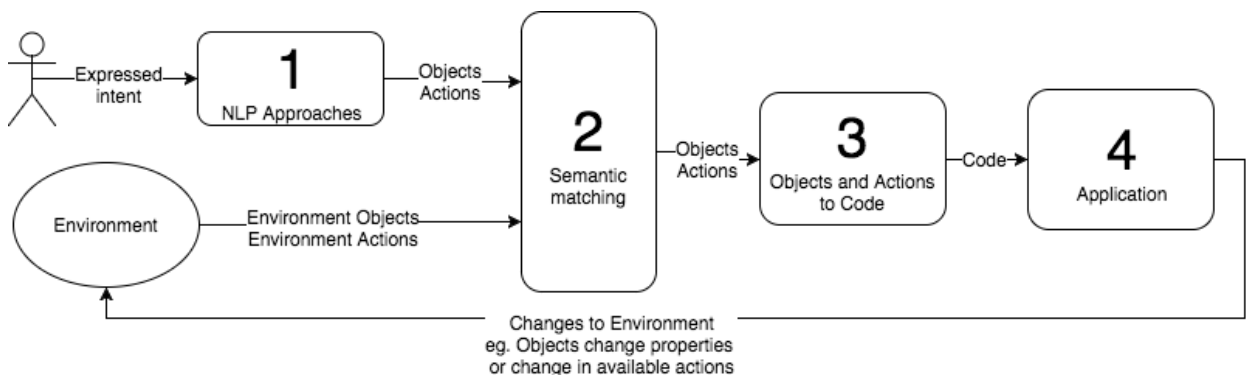 Expressed
intent
1
NLP Approaches
Objects
Actions
2
Semantic
matching
Objects
Actions
3
Objects and Actions
to Code
Code
4
Application
Environment
Environment Objects
Environment Actions
Changes to Environment
eg. Objects change properties
or change in available actions